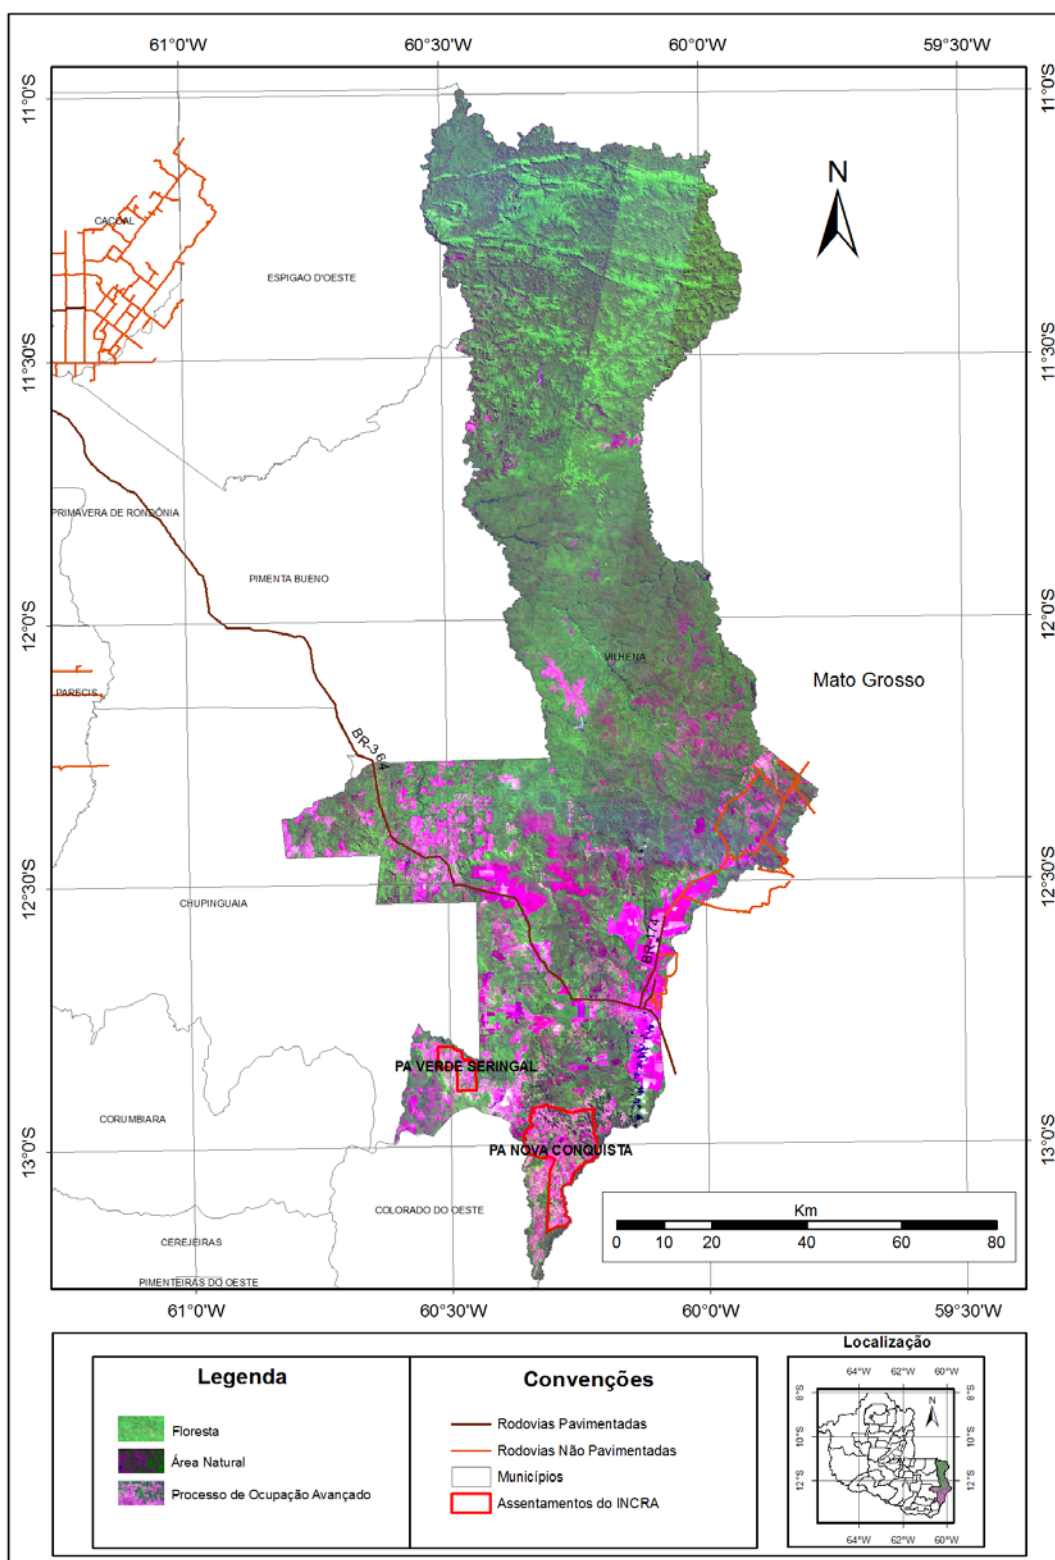 61°0'W 60°30'W 60°0'W 59°30'W
11°0'S 11°0'S
N
CACOAL
ESPIGAO D'OESTE
11°30'S 11°30'S
PRIMAVERA DE RONDÔNIA
PIMENTA BUENO
12°0'S 12°0'S
VILHENA
Mato Grosso
PARECIS
BR-364
12°30'S 12°30'S
CHUPINGUAIA
BR-174
PA VERDE SERINGAL
CORUMBIARA
13°0'S 13°0'S
PA NOVA CONQUISTA
COLORADO DO OESTE
Km
0 10 20 40 60 80
CEREJEIRAS
PIMENTEIRAS DO OESTE
61°0'W 60°30'W 60°0'W 59°30'W
Legenda
Floresta
Área Natural
Processo de Ocupação Avançado
Convenções
Rodovias Pavimentadas
Rodovias Não Pavimentadas
Municípios
Assentamentos do INCRA
Localização
64°W 62°W 60°W
8°S 8°S
N
10°S 10°S
12°S 12°S
64°W 62°W 60°W